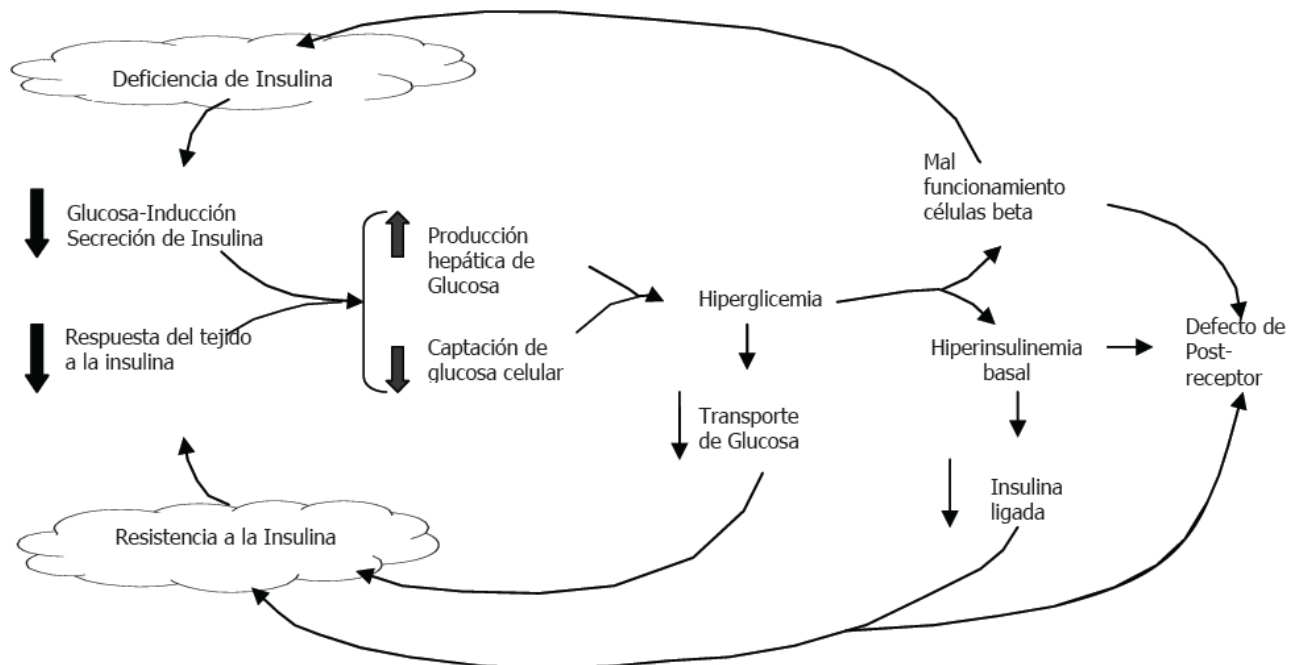 Deficiencia de Insulina
Glucosa-Inducción
Secreción de Insulina
Respuesta del tejido
a la insulina
Resistencia a la Insulina
Producción
hepática de
Glucosa
Captación de
glucosa celular
Hiperglicemia
Transporte
de Glucosa
Mal
funcionamiento
células beta
Hiperinsulinemia
basal
Insulina
ligada
Defecto de
Post-
receptor